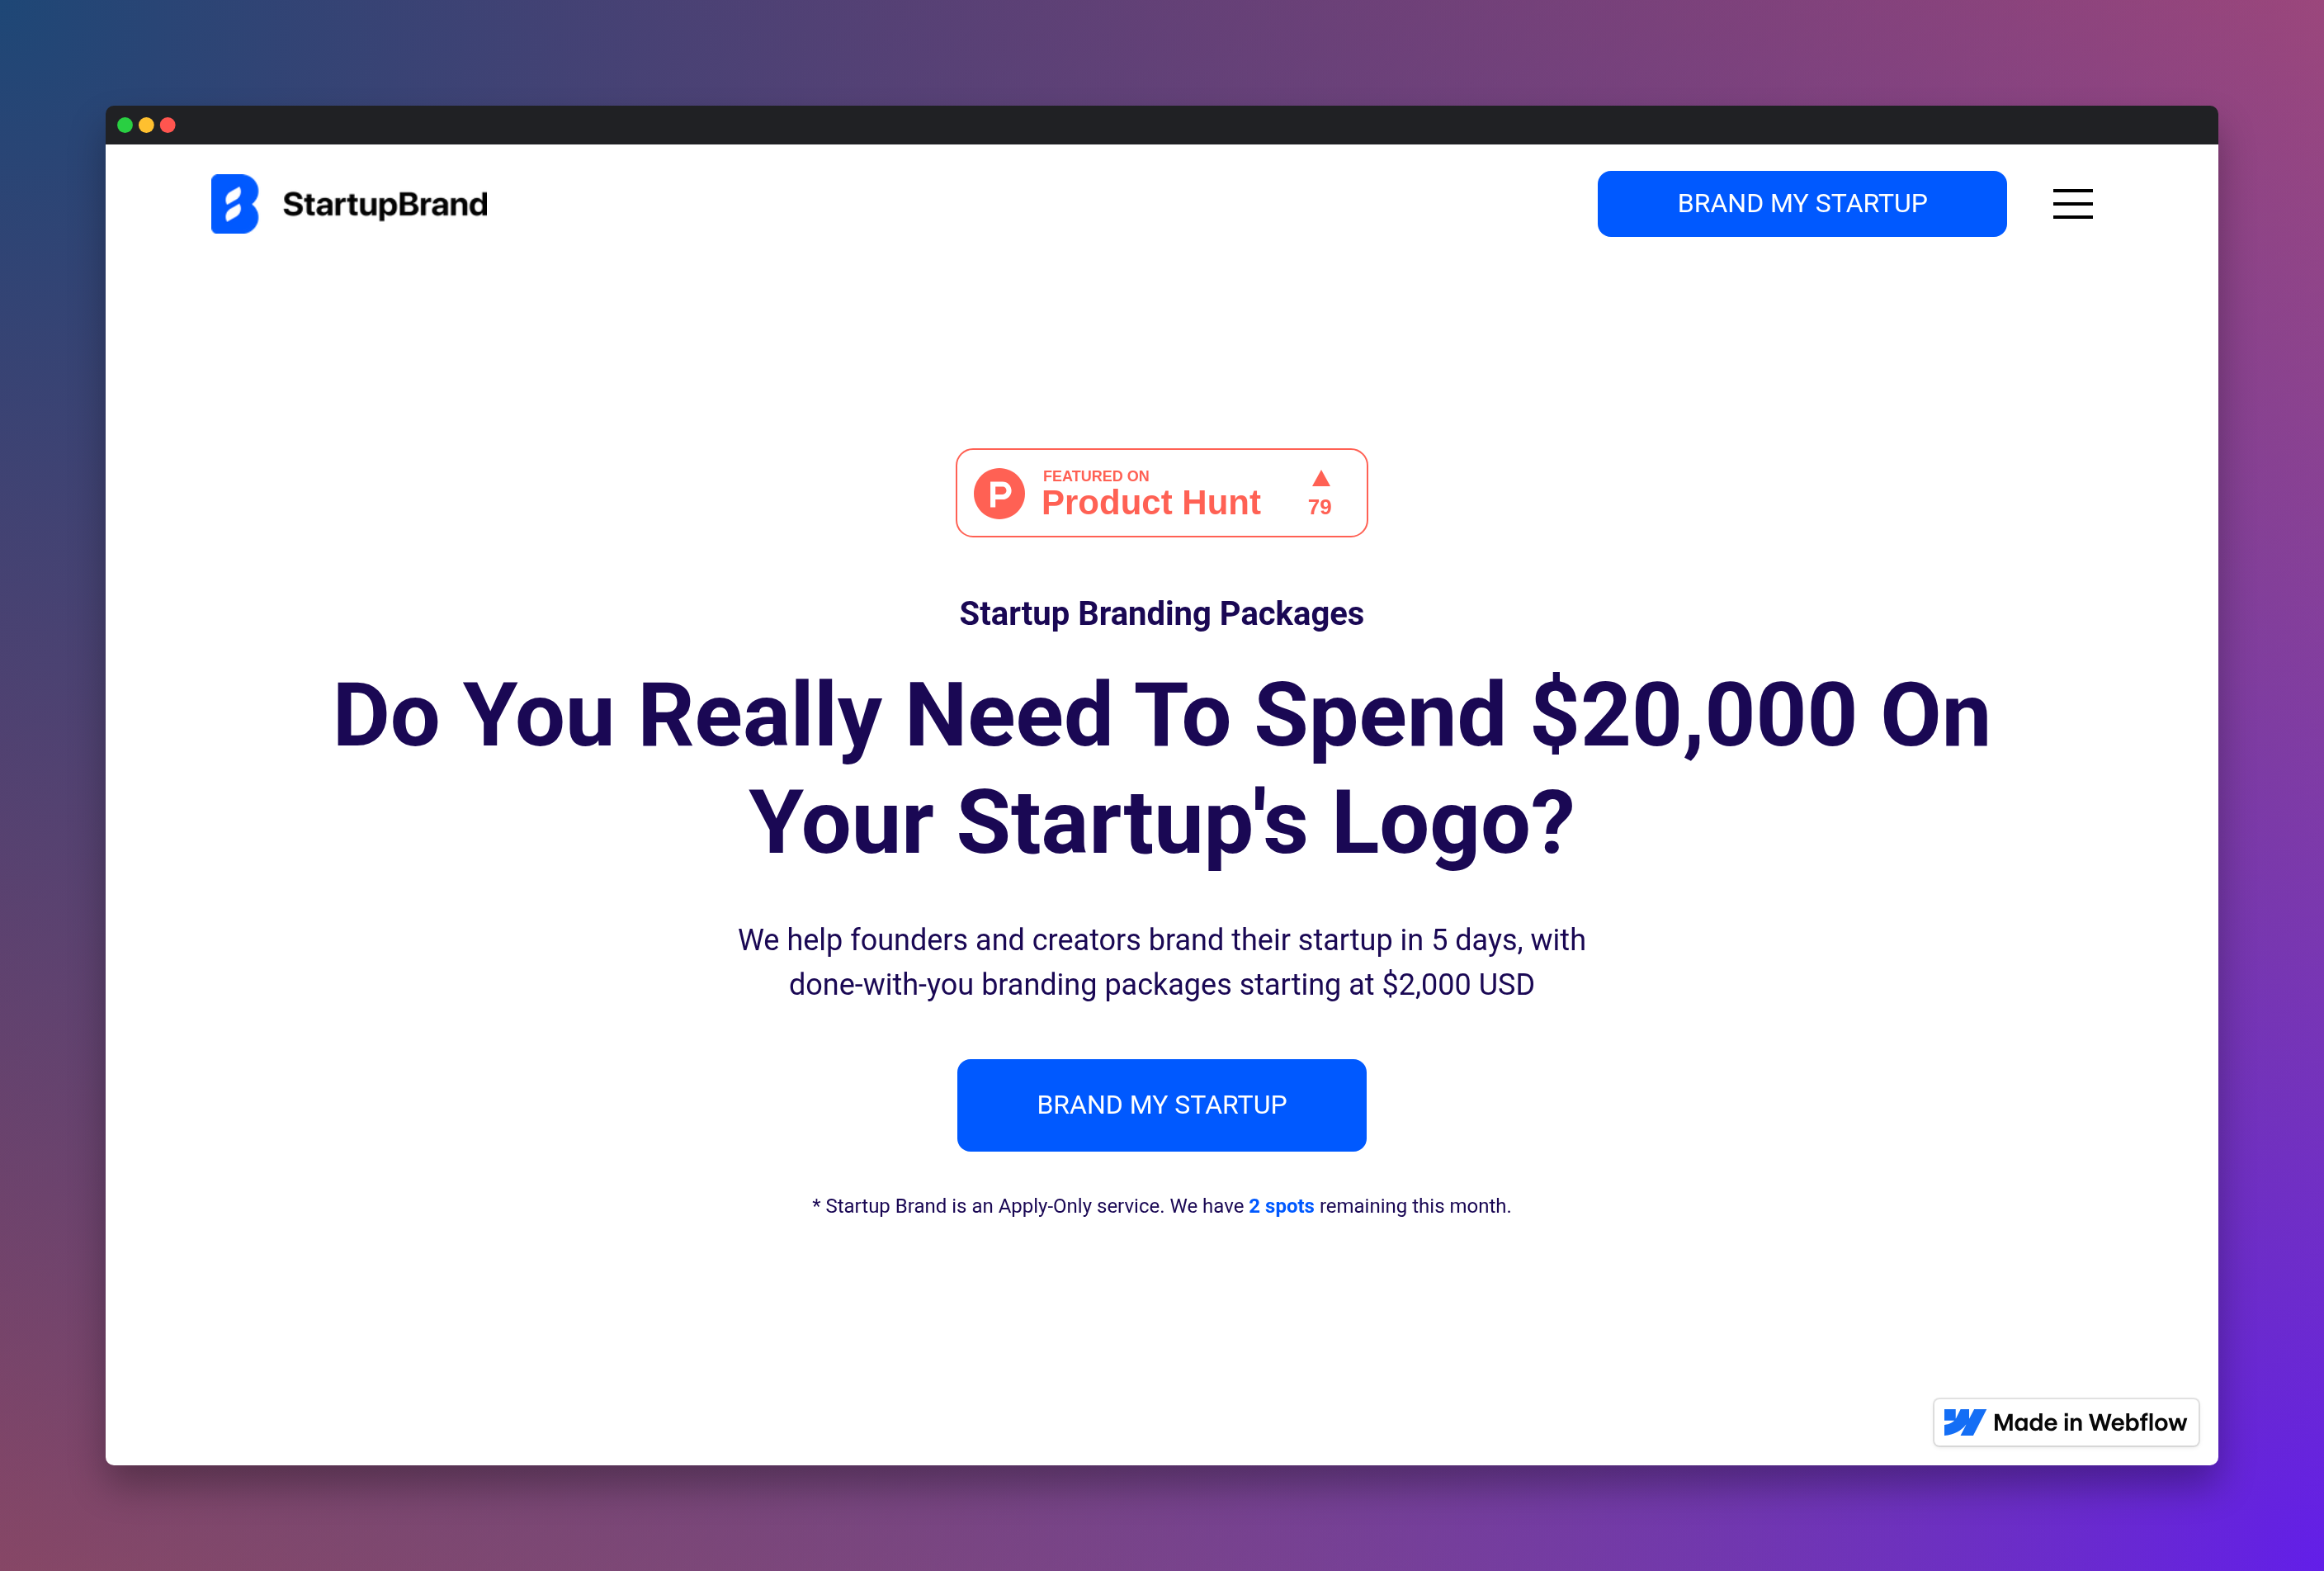 StartupBrand
BRAND MY STARTUP
FEATURED ON
Product Hunt
79
Startup Branding Packages
Do You Really Need To Spend $20,000 On
Your Startup's Logo?
We help founders and creators brand their startup in 5 days, with
done-with-you branding packages starting at $2,000 USD
BRAND MY STARTUP
* Startup Brand is an Apply-Only service. We have 2 spots remaining this month.
Made in Webflow